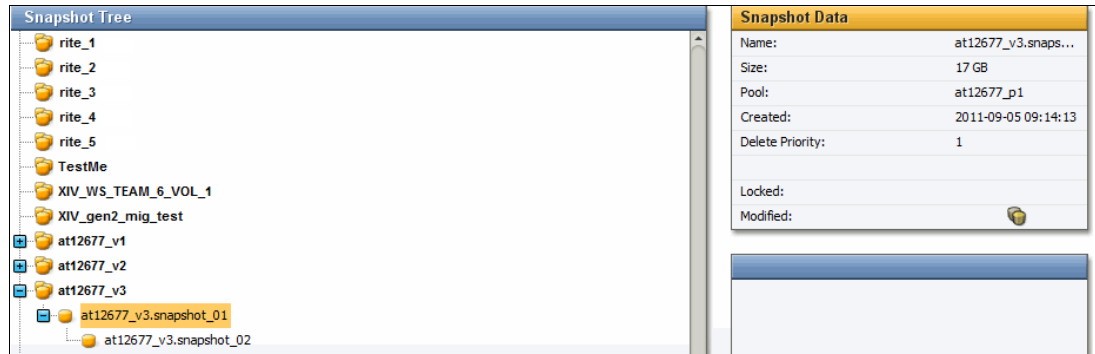 Snapshot Tree
rite_1
rite_2
rite_3
rite_4
rite_5
TestMe
XIV_WS_TEAM_6_VOL_1
XIV_gen2_mig_test
at12677_v1
at12677_v2
at12677_v3
at12677_v3.snapshot_01
at12677_v3.snapshot_02
Snapshot Data
Name: at12677_v3.snaps...
Size: 17 GB
Pool: at12677_p1
Created: 2011-09-05 09:14:13
Delete Priority: 1
Locked:
Modified: